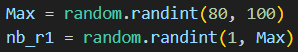 Max = random.randint(80, 100)
nb_r1 = random.randint(1, Max)